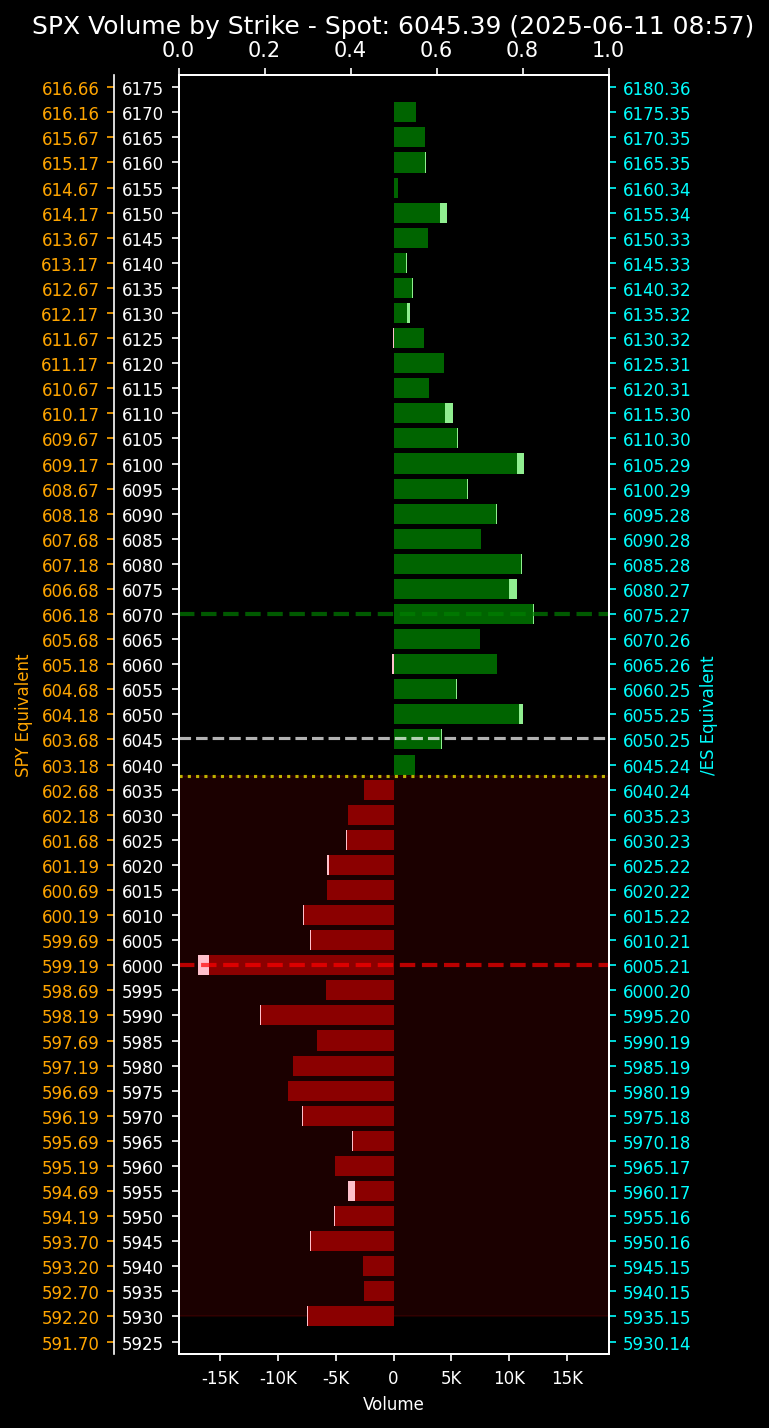 SPX Volume by Strike - Spot: 6045.39 (2025-06-11 08:57)
0.0 0.2 0.4 0.6 0.8 1.0
616.66 6175 6180.36
616.16 6170 6175.35
615.67 6165 6170.35
615.17 6160 6165.35
614.67 6155 6160.34
614.17 6150 6155.34
613.67 6145 6150.33
613.17 6140 6145.33
612.67 6135 6140.32
612.17 6130 6135.32
611.67 6125 6130.32
611.17 6120 6125.31
610.67 6115 6120.31
610.17 6110 6115.30
609.67 6105 6110.30
609.17 6100 6105.29
608.67 6095 6100.29
608.18 6090 6095.28
607.68 6085 6090.28
607.18 6080 6085.28
606.68 6075 6080.27
606.18 6070 6075.27
605.68 6065 6070.26
605.18 6060 6065.26
604.68 6055 6060.25
604.18 6050 6055.25
603.68 6045 6050.25
603.18 6040 6045.24
602.68 6035 6040.24
602.18 6030 6035.23
601.68 6025 6030.23
601.19 6020 6025.22
600.69 6015 6020.22
600.19 6010 6015.22
599.69 6005 6010.21
599.19 6000 6005.21
598.69 5995 6000.20
598.19 5990 5995.20
597.69 5985 5990.19
597.19 5980 5985.19
596.69 5975 5980.19
596.19 5970 5975.18
595.69 5965 5970.18
595.19 5960 5965.17
594.69 5955 5960.17
594.19 5950 5955.16
593.70 5945 5950.16
593.20 5940 5945.15
592.70 5935 5940.15
592.20 5930 5935.15
591.70 5925 5930.14
SPY Equivalent
/ES Equivalent
-15K -10K -5K 0 5K 10K 15K
Volume